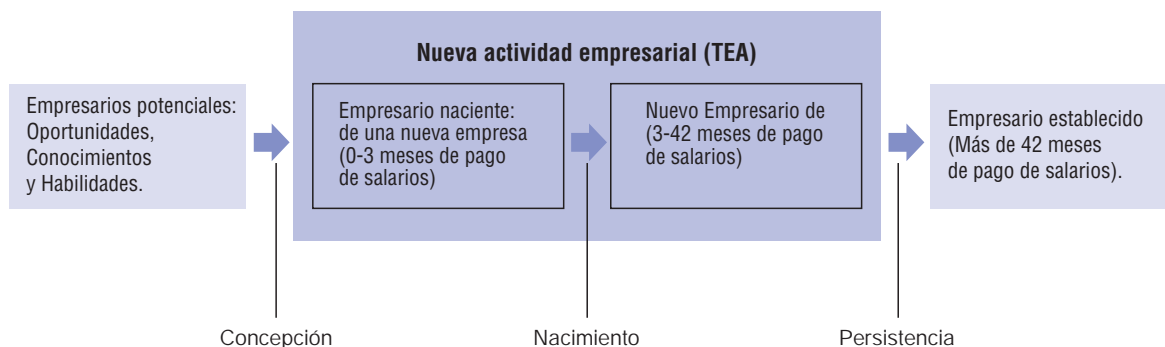 Nueva actividad empresarial (TEA)
Empresarios potenciales:
Oportunidades,
Conocimientos
y Habilidades.
Empresario naciente:
de una nueva empresa
(0-3 meses de pago
de salarios)
Nuevo Empresario de
(3-42 meses de pago
de salarios)
Empresario establecido
(Más de 42 meses
de pago de salarios).
Concepción
Nacimiento
Persistencia